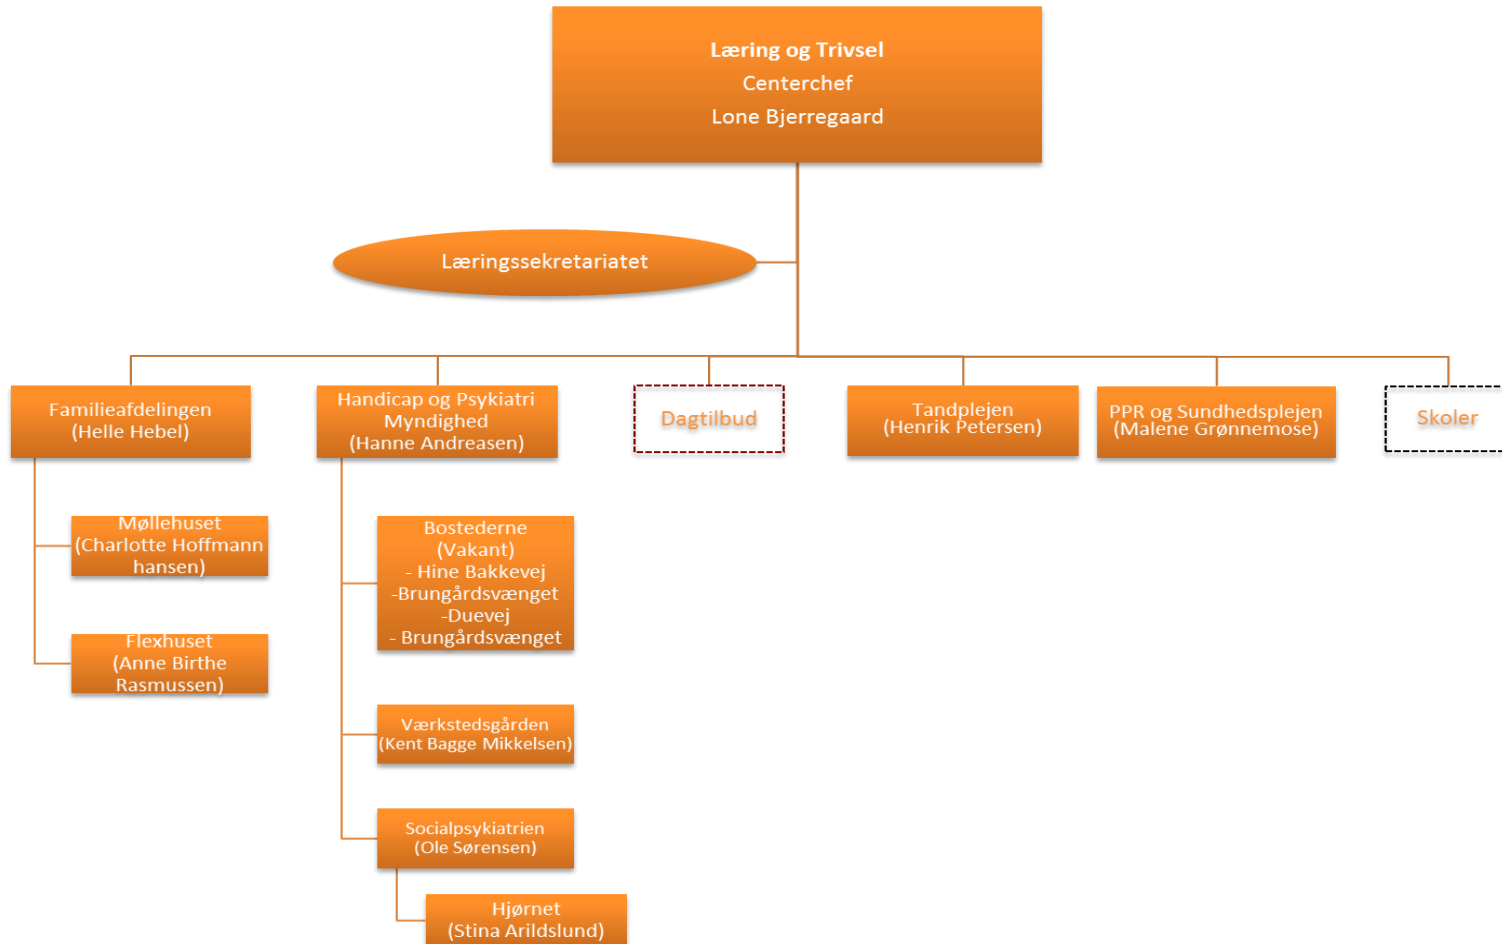 Læring og Trivsel
Centerchef
Lone Bjerregaard
Læringssekretariatet
Familieafdelingen
(Helle Hebel)
Handicap og Psykiatri
Myndighed
(Hanne Andreasen)
Dagtilbud
Tandplejen
(Henrik Petersen)
PPR og Sundhedsplejen
(Malene Grønnemose)
Skoler
Møllehuset
(Charlotte Hoffmann
hansen)
Flexhuset
(Anne Birthe
Rasmussen)
Bostederne
(Vakant)
- Hine Bakkevej
-Brungårdsvænget
-Duevej
- Brungårdsvænget
Værkstedsgården
(Kent Bagge Mikkelsen)
Socialpsykiatrien
(Ole Sørensen)
Hjørnet
(Stina Arildslund)